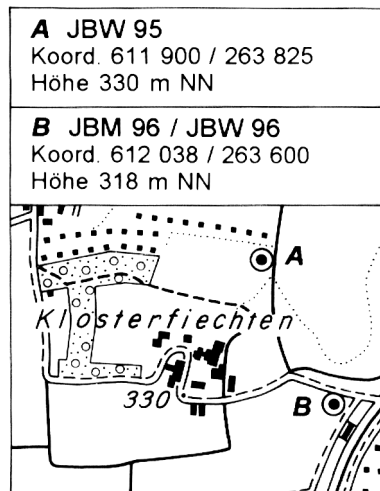 A JBW 95
Koord. 611 900 / 263 825
Höhe 330 m NN
B JBM 96 / JBW 96
Koord. 612 038 / 263 600
Höhe 318 m NN
A
Klosterfiechten
330
B